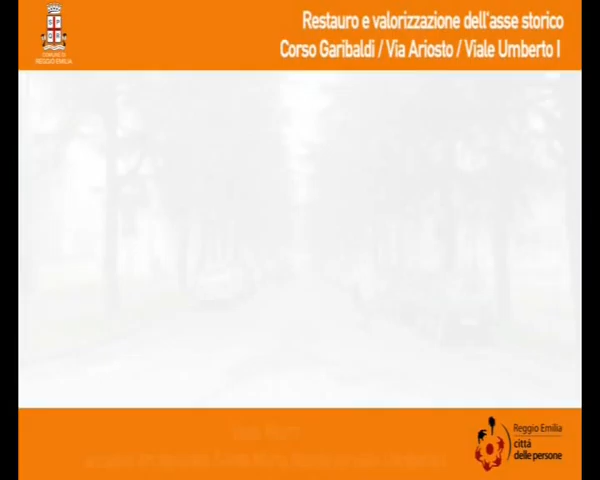 COMUNE DI
REGGIO EMILIA
Restauro e valorizzazione dell'asse storico
Corso Garibaldi / Via Ariosto / Viale Umberto I
Reggio Emilia
città
delle persone